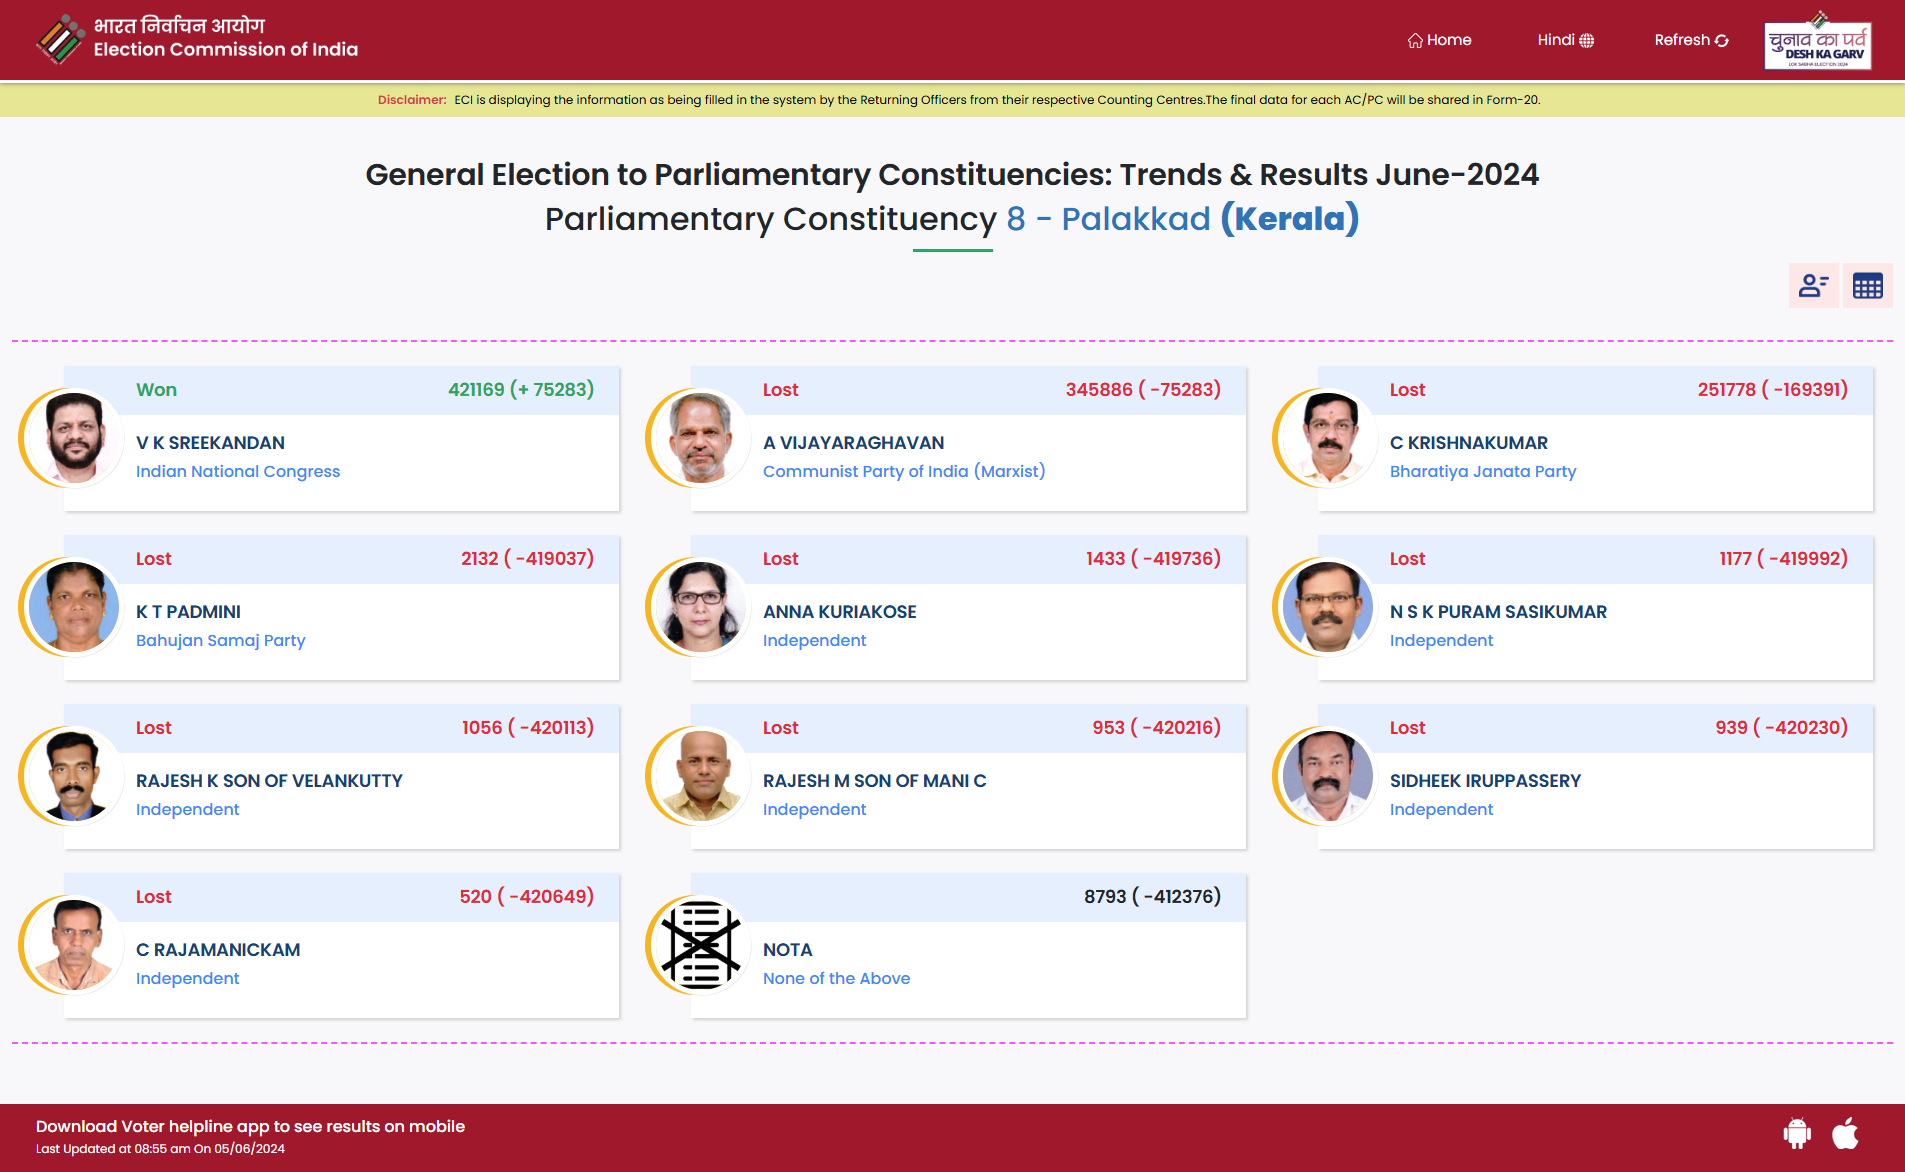 भारत निर्वाचन आयोग
Election Commission of India
Home
Hindi
Refresh
चुनाव का पर्व
DESH KA GARV
LOK SABHA ELECTION 2024
Disclaimer: ECI is displaying the information as being filled in the system by the Returning Officers from their respective Counting Centres.The final data for each AC/PC will be shared in Form-20.
General Election to Parliamentary Constituencies: Trends & Results June-2024
Parliamentary Constituency 8 - Palakkad (Kerala)
Won 421169 (+ 75283)
V K SREEKANDAN
Indian National Congress
Lost 345886 ( -75283)
A VIJAYARAGHAVAN
Communist Party of India (Marxist)
Lost 251778 ( -169391)
C KRISHNAKUMAR
Bharatiya Janata Party
Lost 2132 ( -419037)
K T PADMINI
Bahujan Samaj Party
Lost 1433 ( -419736)
ANNA KURIAKOSE
Independent
Lost 1177 ( -419992)
N S K PURAM SASIKUMAR
Independent
Lost 1056 ( -420113)
RAJESH K SON OF VELANKUTTY
Independent
Lost 953 ( -420216)
RAJESH M SON OF MANI C
Independent
Lost 939 ( -420230)
SIDHEEK IRUPPASSERY
Independent
Lost 520 ( -420649)
C RAJAMANICKAM
Independent
8793 ( -412376)
NOTA
None of the Above
Download Voter helpline app to see results on mobile
Last Updated at 08:55 am On 05/06/2024